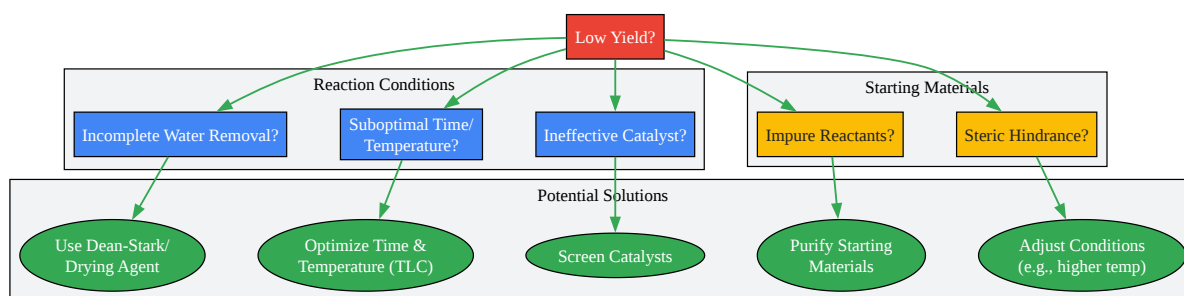 Low Yield?
Reaction Conditions
Starting Materials
Incomplete Water Removal?
Suboptimal Time/
Temperature?
Ineffective Catalyst?
Impure Reactants?
Steric Hindrance?
Potential Solutions
Use Dean-Stark/
Drying Agent
Optimize Time &
Temperature (TLC)
Screen Catalysts
Purify Starting
Materials
Adjust Conditions
(e.g., higher temp)